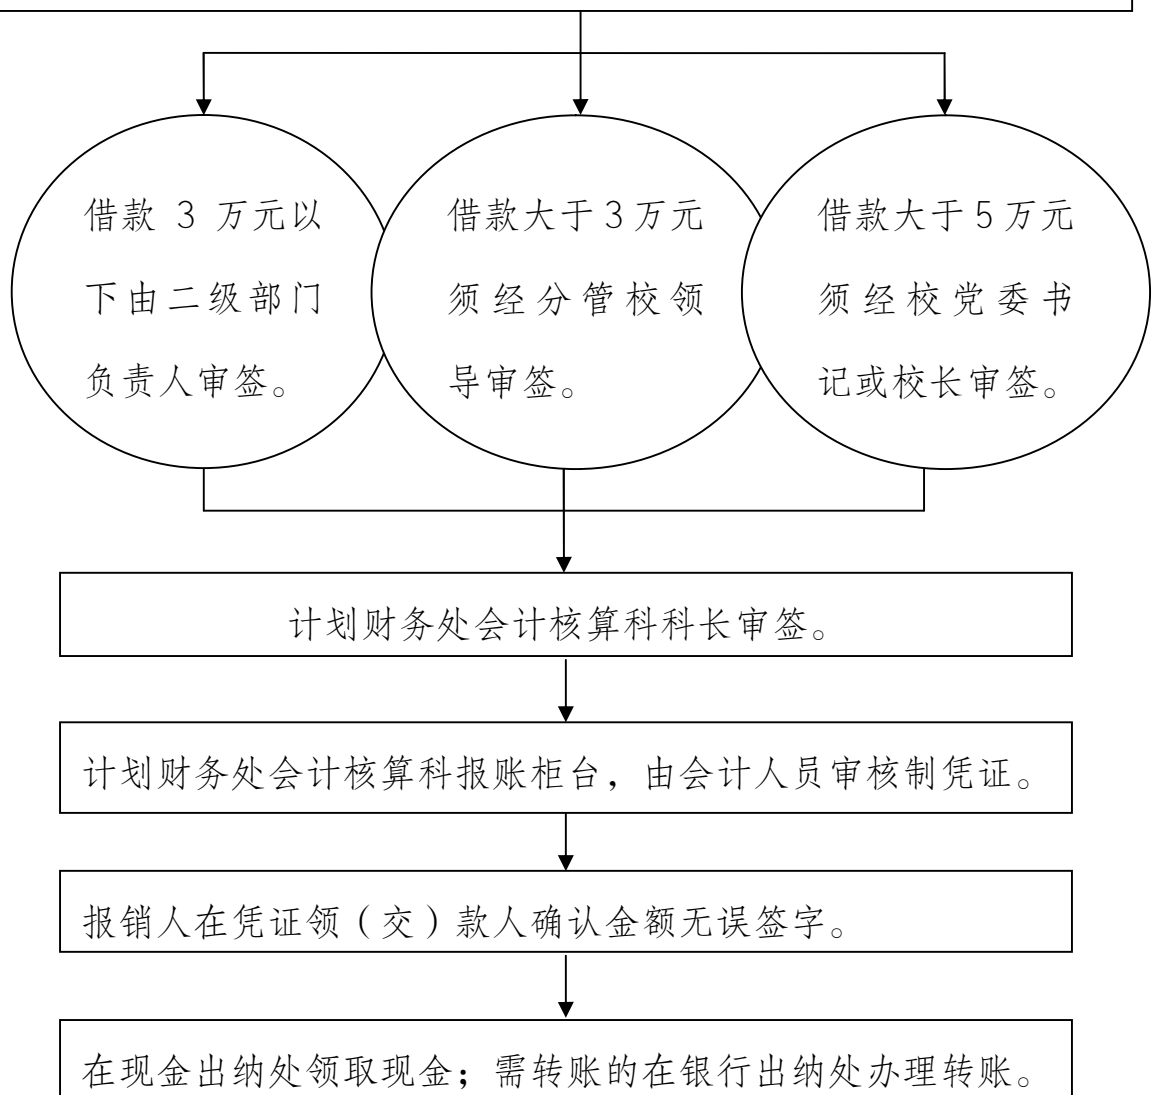 借款 3 万元以
下由二级部门
负责人审签。
借款大于3万元
须经分管校领
导审签。
借款大于5万元
须经校党委书
记或校长审签。
计划财务处会计核算科科长审签。
计划财务处会计核算科报账柜台，由会计人员审核制凭证。
报销人在凭证领（交）款人确认金额无误签字。
在现金出纳处领取现金；需转账的在银行出纳处办理转账。